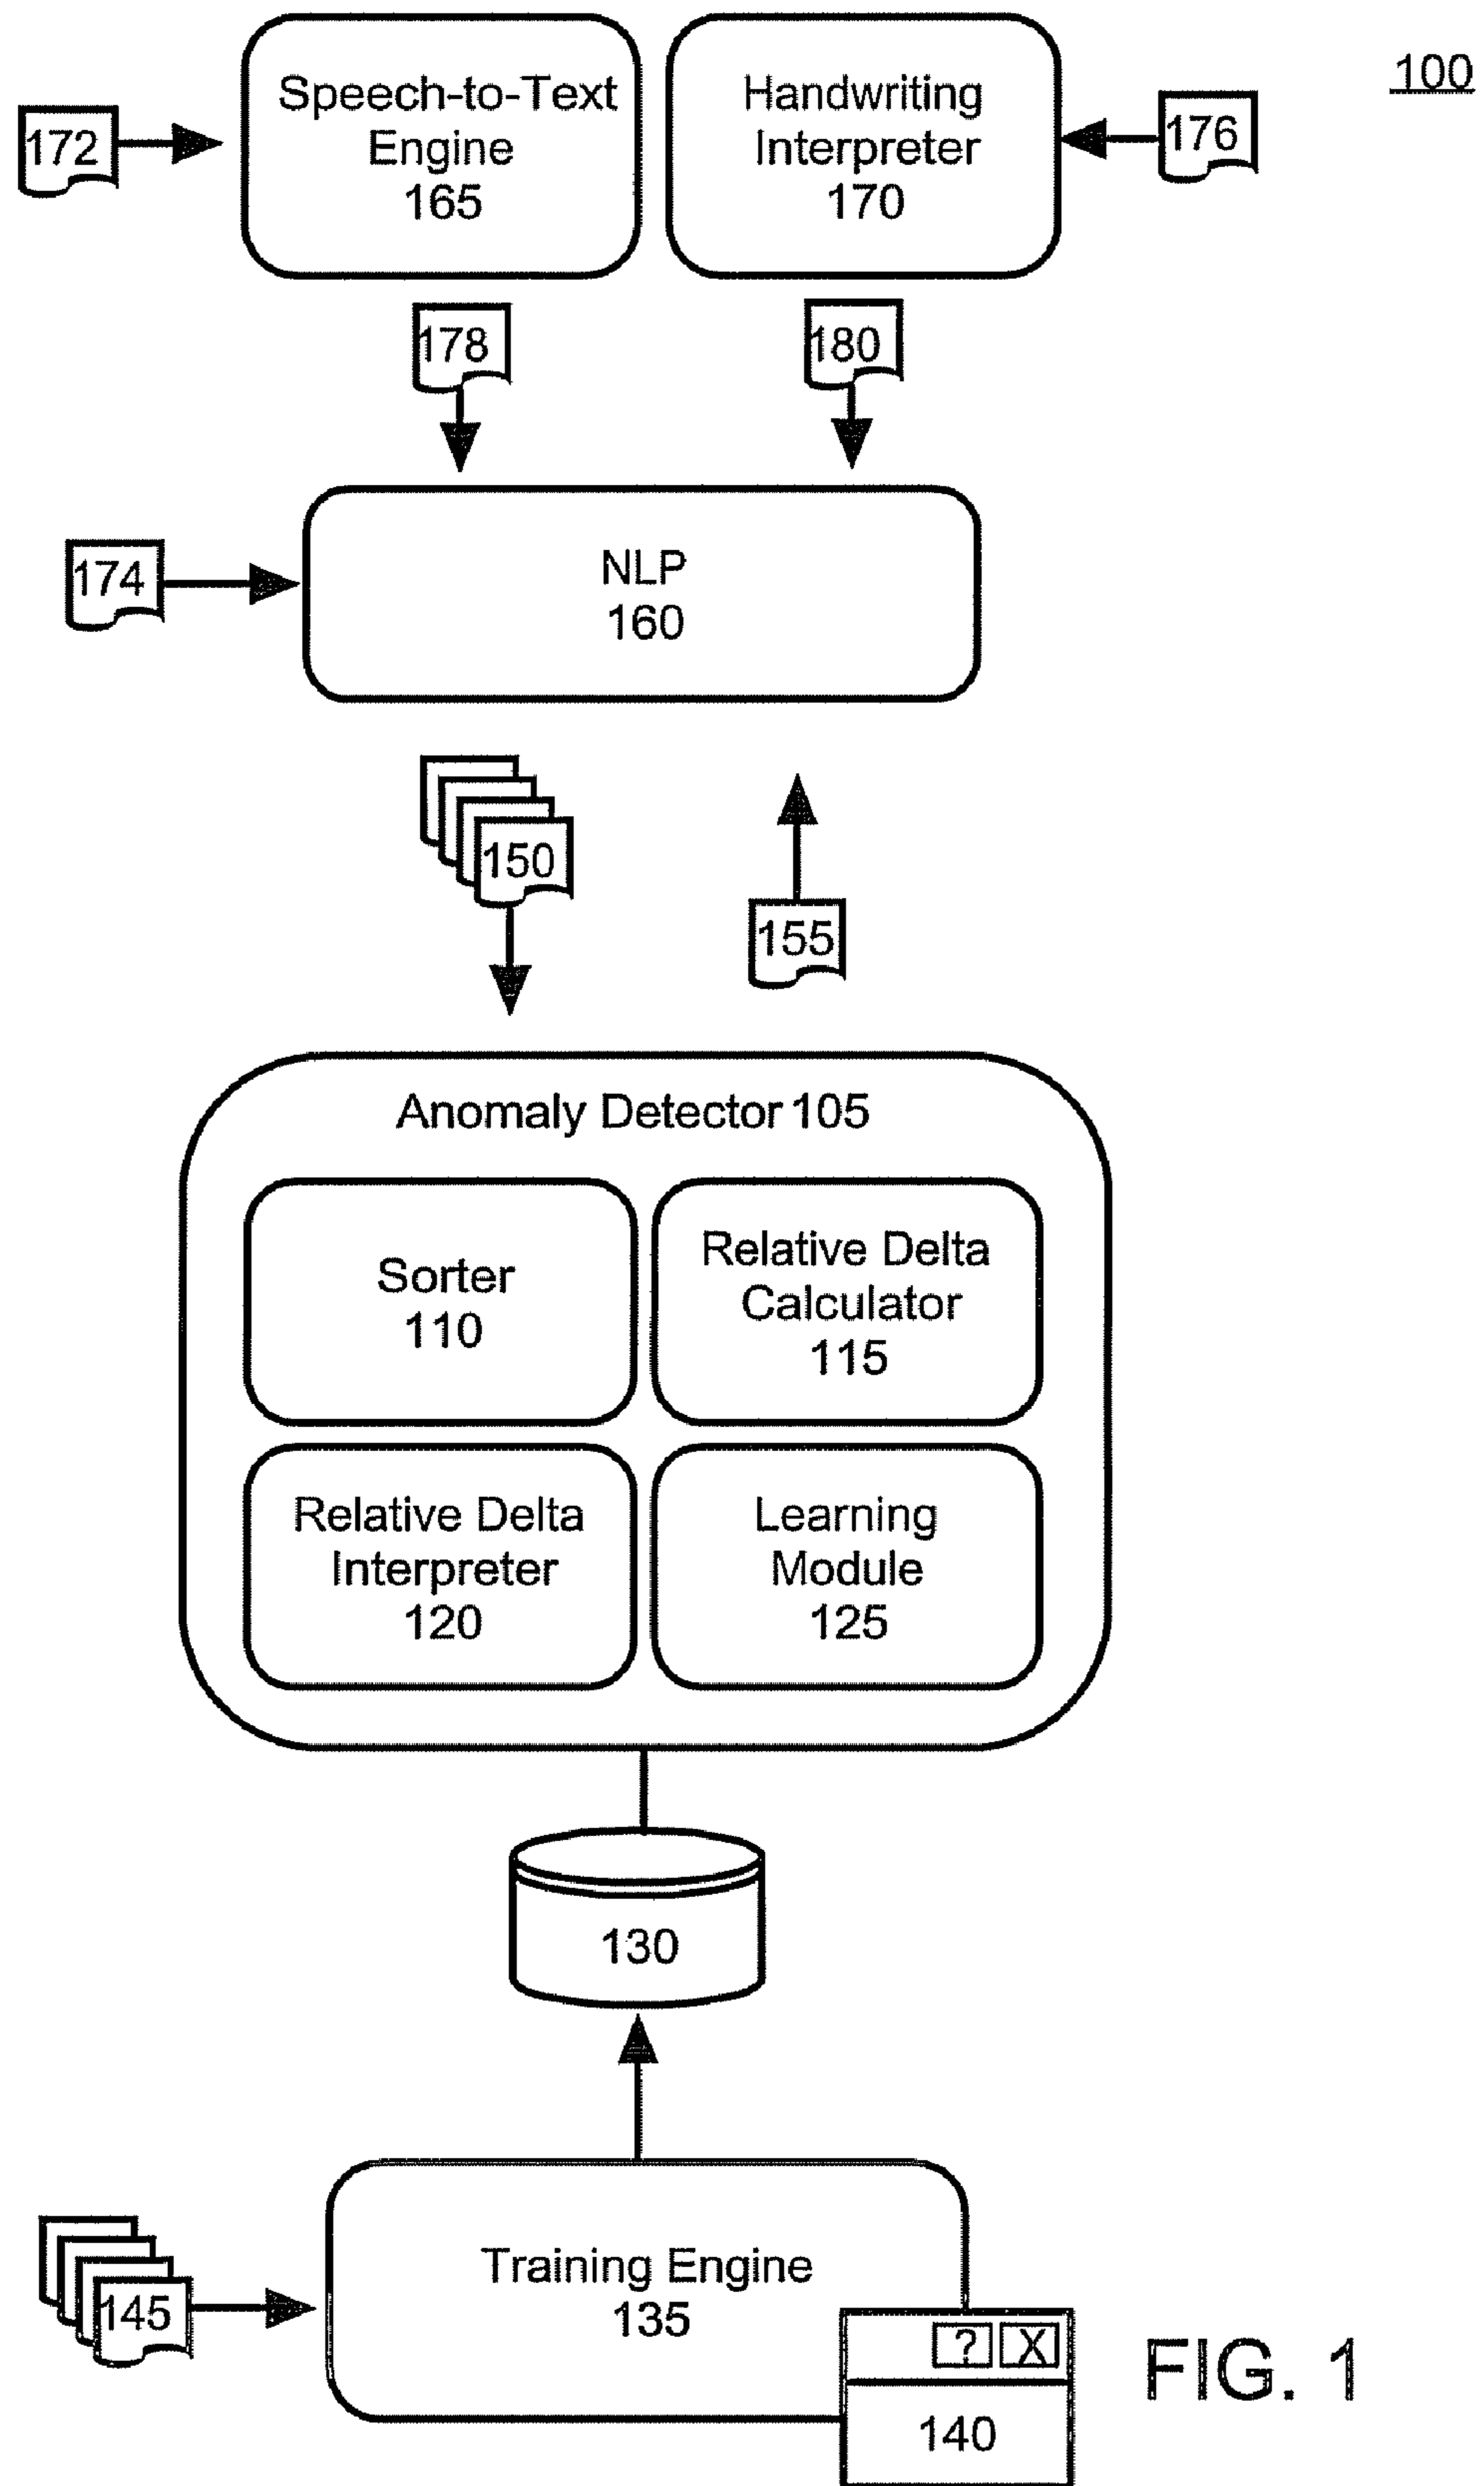 100
Speech-to-Text
Engine
165
Handwriting
Interpreter
170
172
176
178
180
174
NLP
160
150
155
Anomaly Detector 105
Sorter
110
Relative Delta
Calculator
115
Relative Delta
Interpreter
120
Learning
Module
125
130
145
Training Engine
135
? X
140
FIG. 1